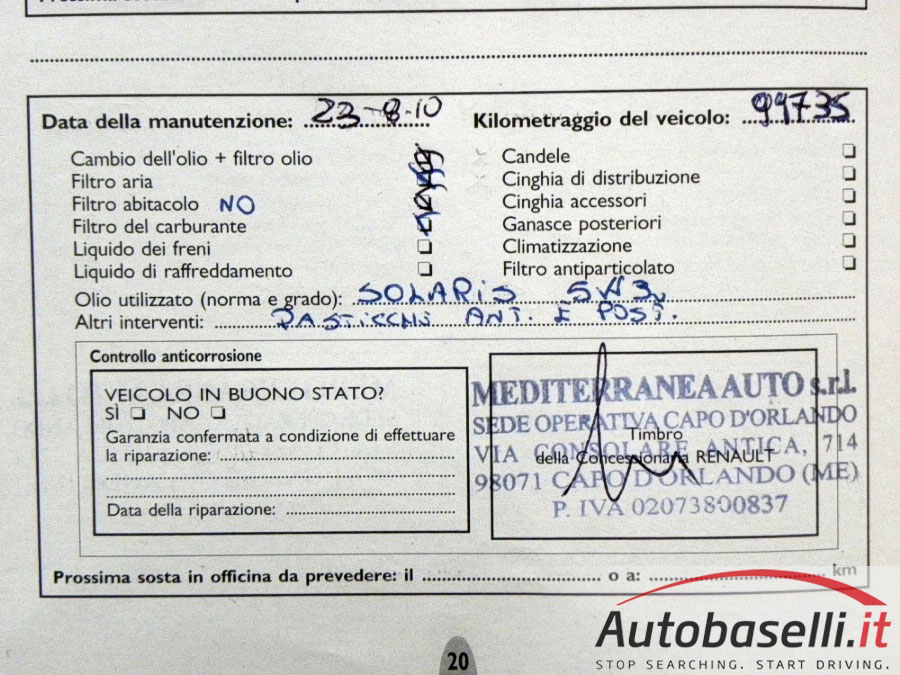 Data della manutenzione: 23-8-10 Kilometraggio del veicolo: 99735
Cambio dell'olio + filtro olio
Filtro aria
Filtro abitacolo NO
Filtro del carburante
Liquido dei freni
Liquido di raffreddamento
Candele
Cinghia di distribuzione
Cinghia accessori
Ganasce posteriori
Climatizzazione
Filtro antiparticolato
Olio utilizzato (norma e grado): SOLARIS
Altri interventi: ANT. E POST.
Controllo anticorrosione
VEICOLO IN BUONO STATO?
SÌ NO
Garanzia confermata a condizione di effettuare
la riparazione:
Data della riparazione:
MEDITERRANEA AUTO s.r.l.
SEDE OPERATIVA CAPO D'ORLANDO
Timbro
VIA CONSOLARE ANTICA, 714
della Concessionaria RENAULT
98071 CAPO D'ORLANDO (ME)
P. IVA 02073800837
Prossima sosta in officina da prevedere: il o a: km
20
Autobaselli.it
STOP SEARCHING. START DRIVING.